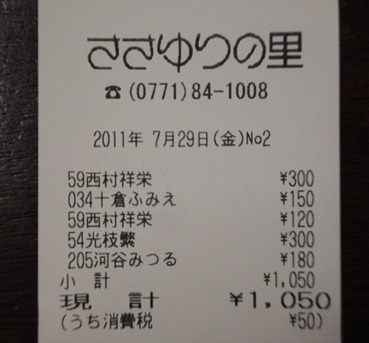 ささゆりの里
☎(0771)84-1008
2011年 7月29日(金)No2
59西村祥栄 ¥300
034十倉ふみえ ¥150
59西村祥栄 ¥120
54光枝繁 ¥300
205河谷みつる ¥180
小 計 ¥1,050
現 計 ¥1,050
(うち消費税 ¥50)